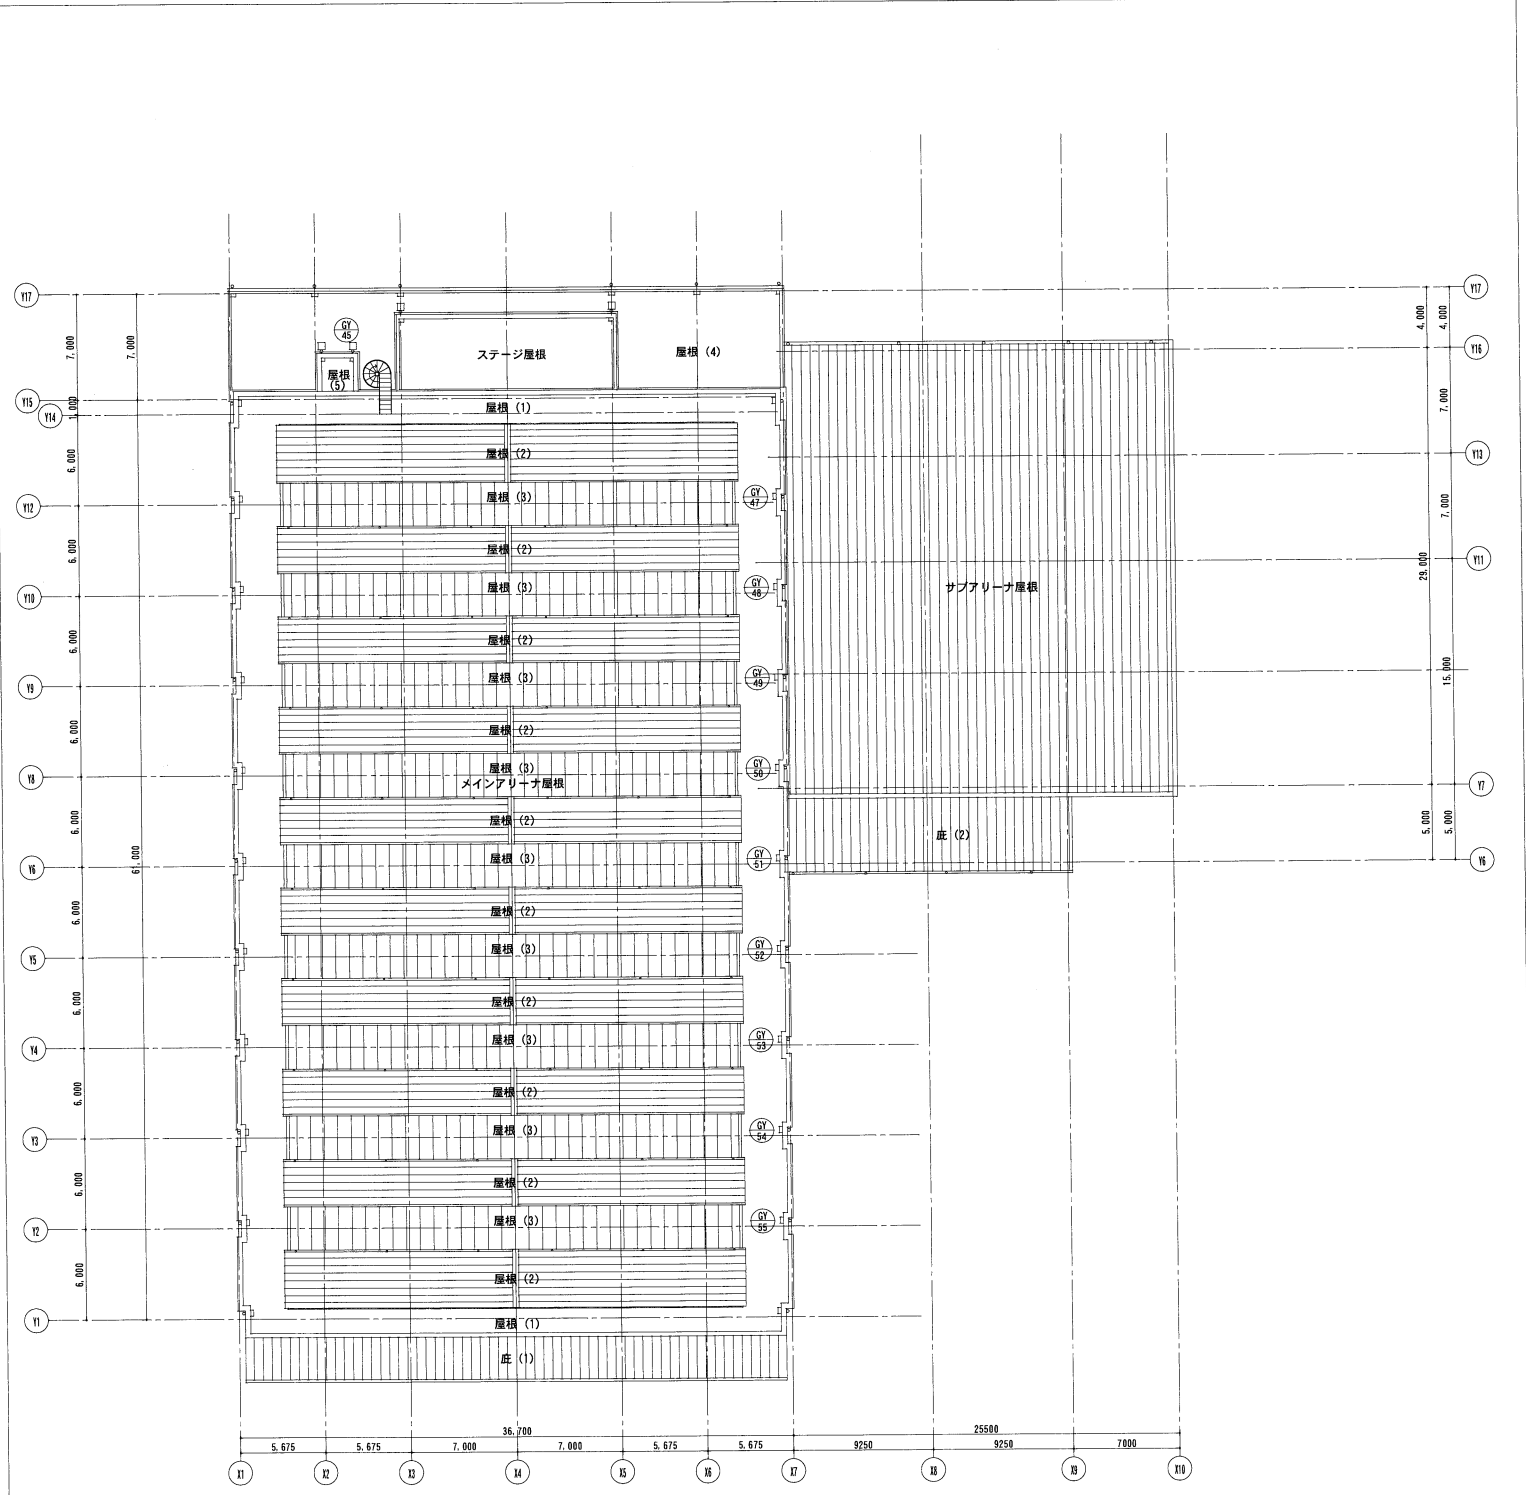 Y17
Y17
7,000
7,000
4,000
4,000
GY
45
ステージ屋根
屋根 (4)
Y16
屋根
(5)
Y15
1,000
Y14
屋根 (1)
7,000
屋根 (2)
6,000
Y13
Y12
屋根 (3)
GY
47
7,000
屋根 (2)
6,000
Y11
29,000
Y10
屋根 (3)
GY
48
サブアリーナ屋根
屋根 (2)
6,000
Y9
屋根 (3)
GY
49
15,000
屋根 (2)
6,000
Y8
屋根 (3)
GY
50
メインアリーナ屋根
Y7
屋根 (2)
6,000
5,000
5,000
庇 (2)
61,000
Y6
屋根 (3)
GY
51
Y6
屋根 (2)
6,000
Y5
屋根 (3)
GY
52
屋根 (2)
6,000
Y4
屋根 (3)
GY
53
屋根 (2)
6,000
Y3
屋根 (3)
GY
54
屋根 (2)
6,000
Y2
屋根 (3)
GY
55
屋根 (2)
6,000
Y1
屋根 (1)
庇 (1)
36,700
25500
5,675
5,675
7,000
7,000
5,675
5,675
9250
9250
7000
X1
X2
X3
X4
X5
X6
X7
X8
X9
X10